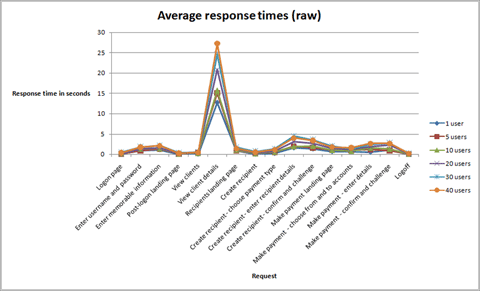 Average response times (raw)
30
25
20
15
10
5
0
Response time in seconds
Logon page
Enter username and password
Enter memorable information
Post-logon landing page
View clients
View client details
Recipients landing page
Create recipient
Create recipient - choose payment type
Create recipient - enter recipient details
Create recipient - confirm and challenge
Make payment landing page
Make payment - choose from and to accounts
Make payment - enter details
Make payment - confirm and challenge
Logoff
Request
1 user
5 users
10 users
20 users
30 users
40 users